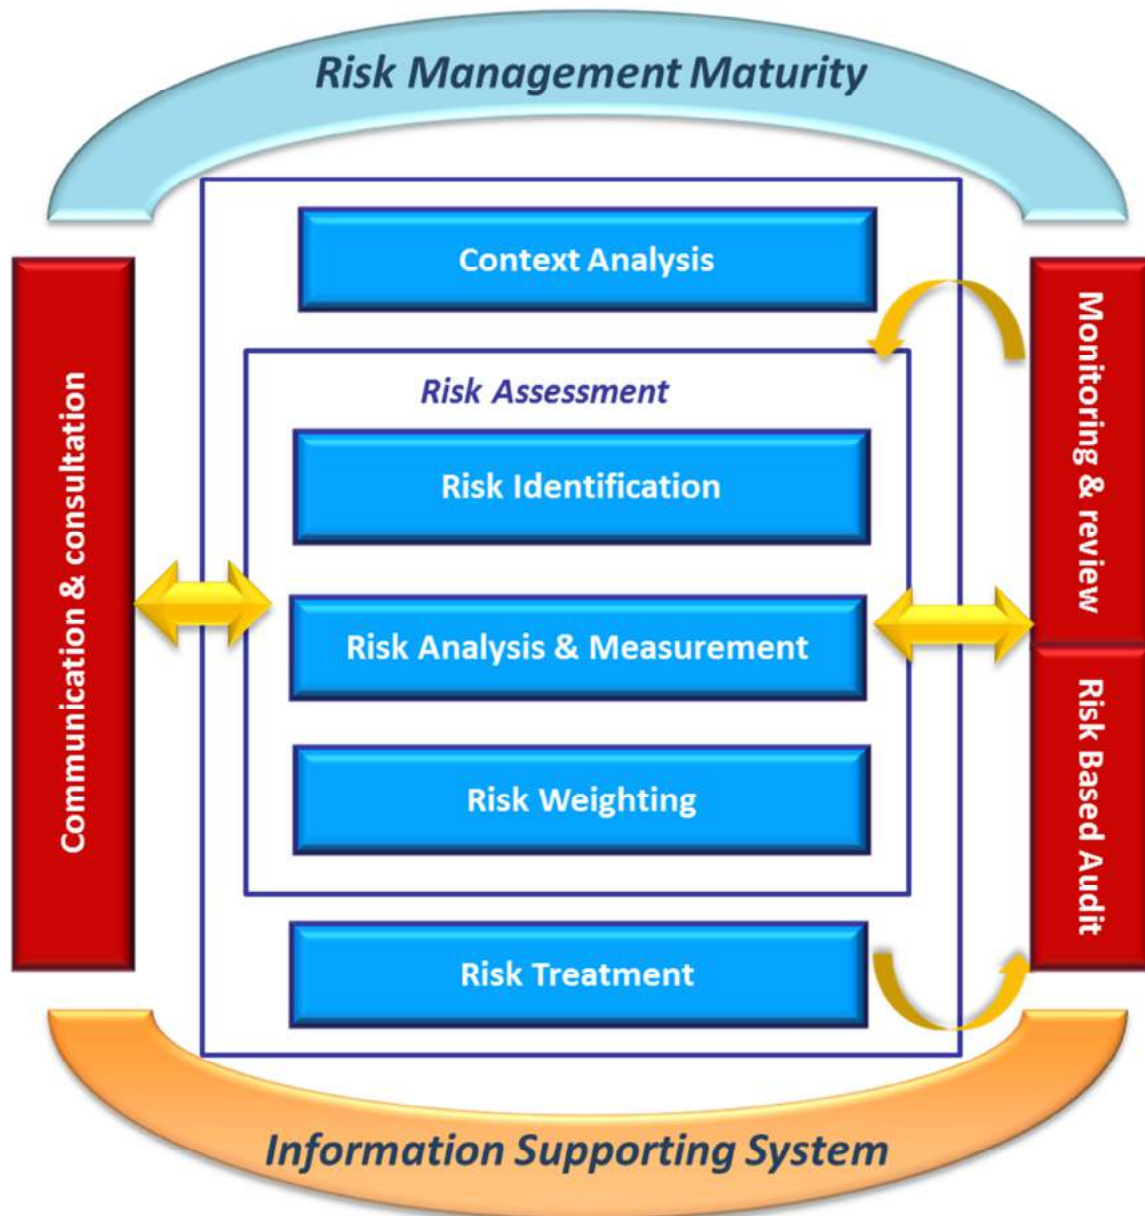 Risk Management Maturity
Context Analysis
Risk Assessment
Risk Identification
Risk Analysis & Measurement
Risk Weighting
Risk Treatment
Communication & consultation
Monitoring & review
Risk Based Audit
Information Supporting System